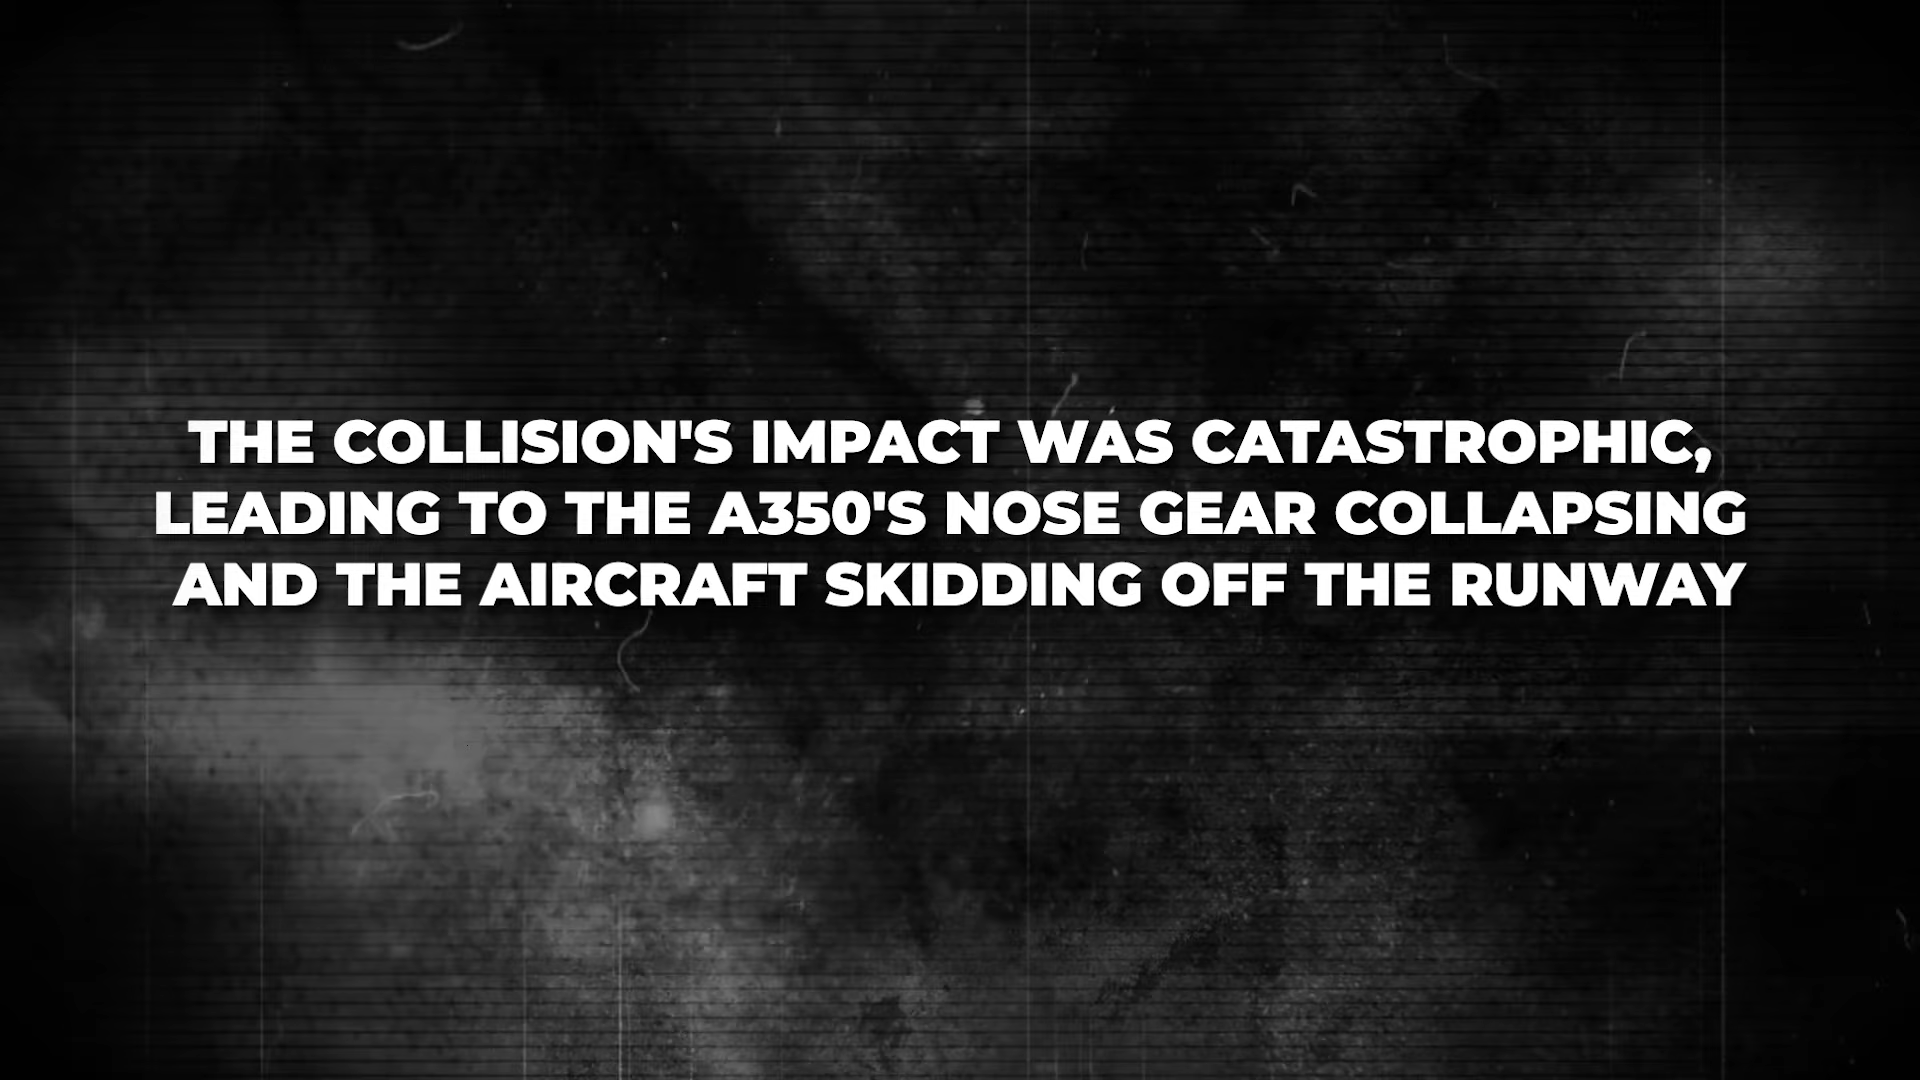 THE COLLISION'S IMPACT WAS CATASTROPHIC,
LEADING TO THE A350'S NOSE GEAR COLLAPSING
AND THE AIRCRAFT SKIDDING OFF THE RUNWAY